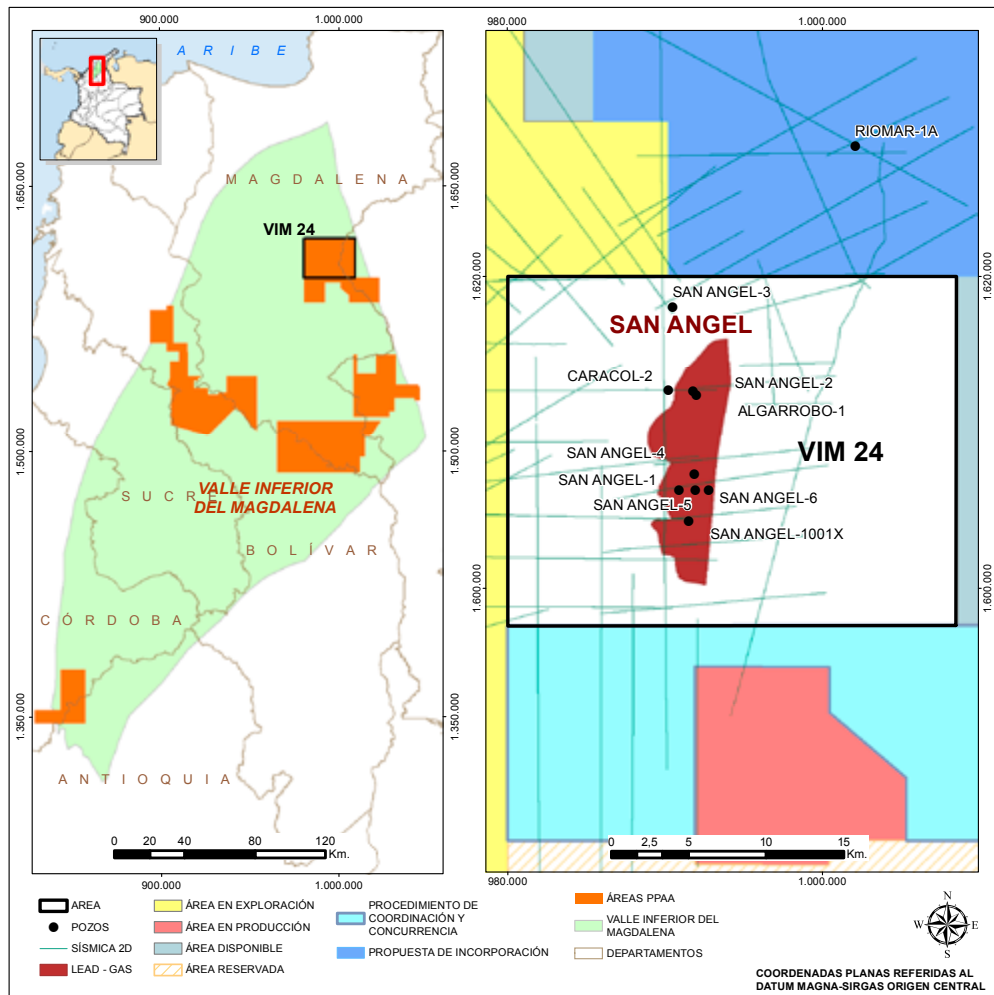 900.000
1.000.000
980.000
1.000.000
A R I B E
MAGDALENA
VIM 24
SUCRE
VALLE INFERIOR
DEL MAGDALENA
BOLÍVAR
CÓRDOBA
ANTIOQUIA
1.650.000
1.500.000
1.350.000
1.650.000
1.500.000
1.350.000
0 20 40 80 120
Km.
900.000
1.000.000
RIOMAR-1A
SAN ANGEL-3
SAN ANGEL
CARACOL-2
SAN ANGEL-2
ALGARROBO-1
VIM 24
SAN ANGEL-4
SAN ANGEL-1
SAN ANGEL-6
SAN ANGEL-5
SAN ANGEL-1001X
1.620.000
1.600.000
1.620.000
1.600.000
0 2,5 5 10 15
Km.
980.000
1.000.000
AREA
POZOS
SÍSMICA 2D
LEAD - GAS
ÁREA EN EXPLORACIÓN
ÁREA EN PRODUCCIÓN
ÁREA DISPONIBLE
ÁREA RESERVADA
PROCEDIMIENTO DE
COORDINACIÓN Y
CONCURRENCIA
PROPUESTA DE INCORPORACIÓN
ÁREAS PPAA
VALLE INFERIOR DEL
MAGDALENA
DEPARTAMENTOS
N
W
E
S
COORDENADAS PLANAS REFERIDAS AL
DATUM MAGNA-SIRGAS ORIGEN CENTRAL